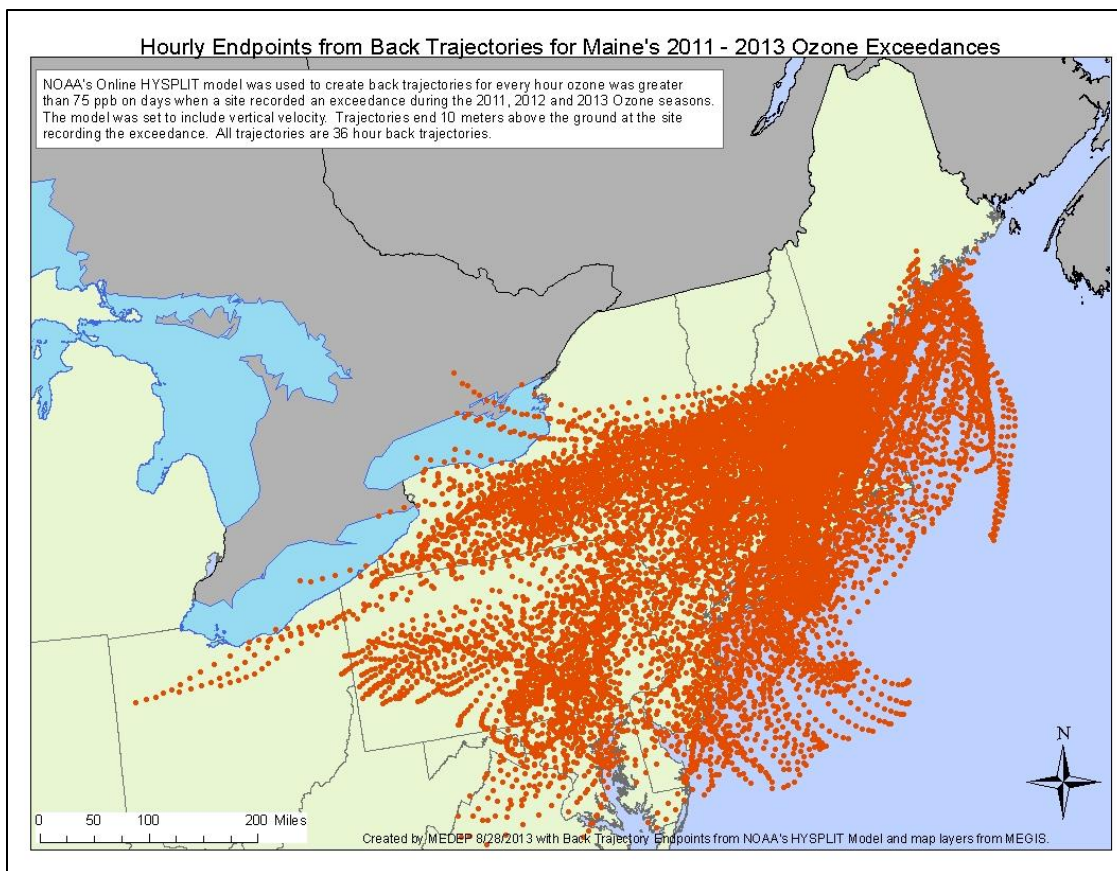 Hourly Endpoints from Back Trajectories for Maine's 2011 - 2013 Ozone Exceedances
NOAA's Online HYSPLIT model was used to create back trajectories for every hour ozone was greater
than 75 ppb on days when a site recorded an exceedance during the 2011, 2012 and 2013 Ozone seasons.
The model was set to include vertical velocity. Trajectories end 10 meters above the ground at the site
recording the exceedance. All trajectories are 36 hour back trajectories.
N
0 50 100 200 Miles
Created by MEDEP 8/28/2013 with Back Trajectory Endpoints from NOAA's HYSPLIT Model and map layers from MEGIS.